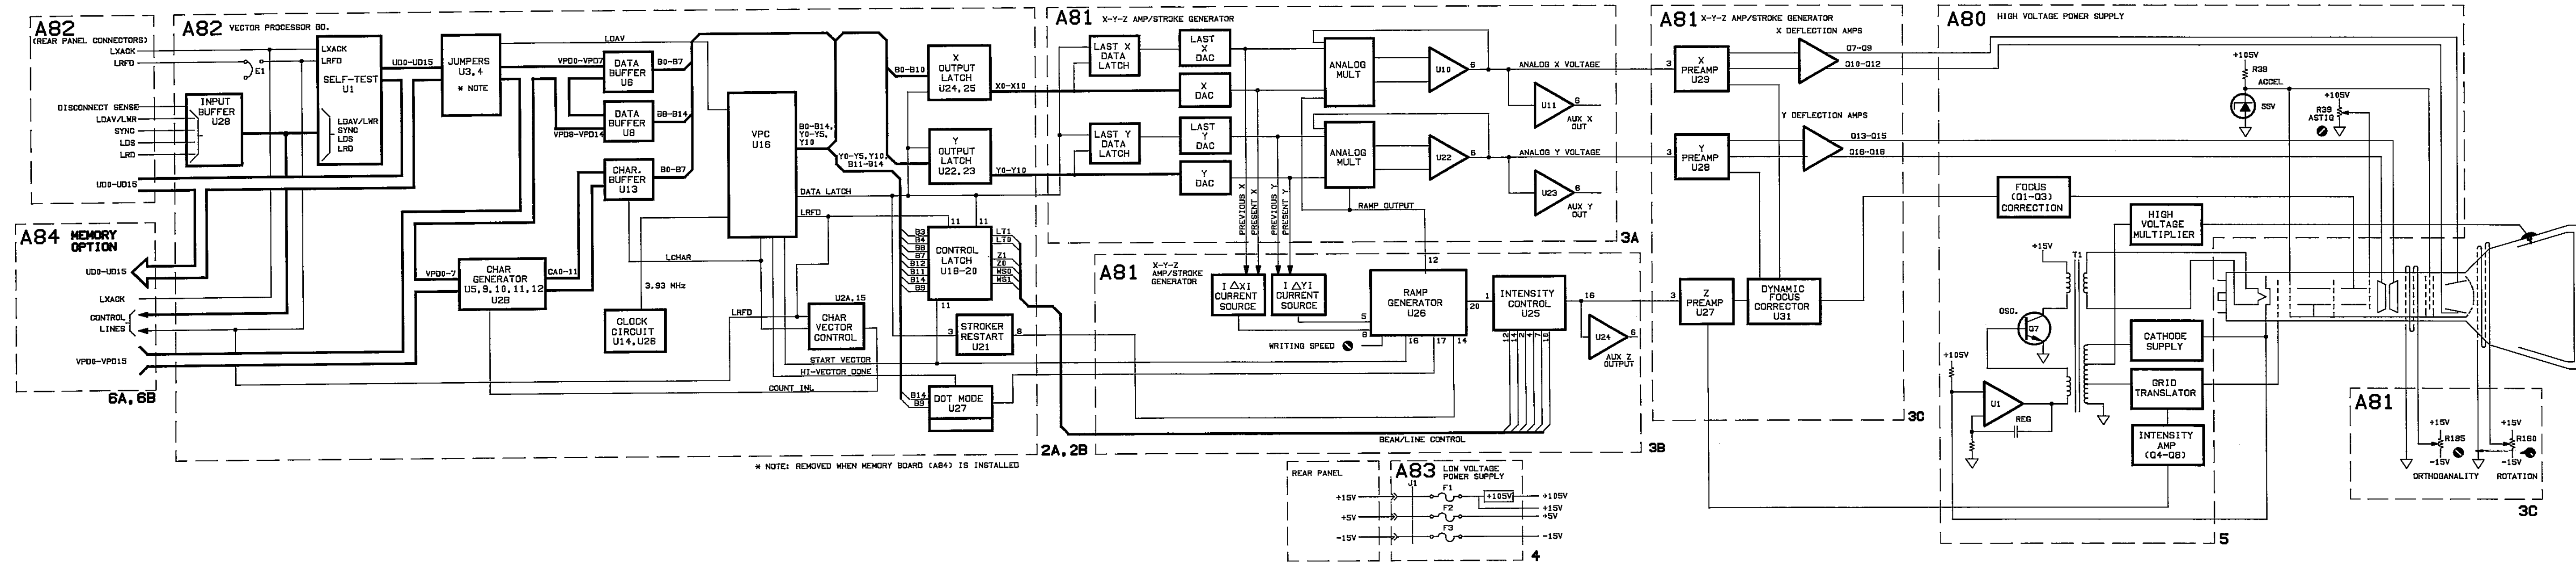 A82
(REAR PANEL CONNECTORS)
LXACK
LRFD
DISCONNECT SENSE
LDAV/LWR
SYNC
LDS
LRD
UD0-UD15
A84 MEMORY
OPTION
UD0-UD15
LXACK
CONTROL
LINES
VPD0-VPD15
6A, 6B
A82 VECTOR PROCESSOR BD.
E1
INPUT
BUFFER
U28
LXACK
LRFD
SELF-TEST
U1
LDAV/LWR
SYNC
LDS
LRD
UD0-UD15
JUMPERS
U3,4
* NOTE
LDAV
VPD0-VPD7
DATA
BUFFER
U6
B0-B7
DATA
BUFFER
U8
B8-B14
VPD8-VPD14
CHAR.
BUFFER
U13
B0-B7
VPD0-7
CHAR
GENERATOR
U5,9,10,11,12
U2B
CA0-11
LCHAR
3.93 MHz
CLOCK
CIRCUIT
U14,U26
VPC
U16
B0-B14,
Y0-Y5,
Y10
DATA LATCH
LRFD
LRFD
U2A,15
CHAR
VECTOR
CONTROL
START VECTOR
HI-VECTOR DONE
COUNT INL
B0-B10
X
OUTPUT
LATCH
U24,25
X0-X10
Y0-Y5,Y10,
B11-B14
Y
OUTPUT
LATCH
U22,23
Y0-Y10
11
11
B3
B4
B8
B7
B12
B11
B14
B9
CONTROL
LATCH
U18-20
LT1
LT0
Z1
Z0
WS0
WS1
11
3
STROKER
RESTART
U21
8
B14
B9
DOT MODE
U27
2A, 2B
* NOTE: REMOVED WHEN MEMORY BOARD (A84) IS INSTALLED
A81 X-Y-Z AMP/STROKE GENERATOR
LAST X
DATA
LATCH
LAST
X
DAC
X
DAC
LAST Y
DATA
LATCH
LAST
Y
DAC
Y
DAC
PREVIOUS X
PRESENT X
PREVIOUS Y
PRESENT Y
ANALOG
MULT
ANALOG
MULT
RAMP OUTPUT
U10
6
ANALOG X VOLTAGE
U11
6
AUX X
OUT
U22
6
ANALOG Y VOLTAGE
U23
6
AUX Y
OUT
3A
A81 X-Y-Z
AMP/STROKE
GENERATOR
I △XI
CURRENT
SOURCE
I △YI
CURRENT
SOURCE
WRITING SPEED
12
5
8
RAMP
GENERATOR
U26
20
16
17
14
1
INTENSITY
CONTROL
U25
16
12
14
2
4
7
10
U24
6
AUX Z
OUTPUT
BEAM/LINE CONTROL
3B
A81 X-Y-Z AMP/STROKE GENERATOR
X DEFLECTION AMPS
3
X
PREAMP
U29
Q7-Q9
Q10-Q12
Y DEFLECTION AMPS
3
Y
PREAMP
U28
Q13-Q15
Q16-Q18
3
Z
PREAMP
U27
DYNAMIC
FOCUS
CORRECTOR
U31
3C
A80 HIGH VOLTAGE POWER SUPPLY
+105V
R39
ACCEL
55V
+105V
R39
ASTIG
FOCUS
(Q1-Q3)
CORRECTION
HIGH
VOLTAGE
MULTIPLIER
+15V
T1
OSC.
Q7
+105V
U1
REG
CATHODE
SUPPLY
GRID
TRANSLATOR
INTENSITY
AMP
(Q4-Q6)
5
A81
+15V
R195
-15V
ORTHOGANALITY
+15V
R160
-15V
ROTATION
3C
REAR PANEL
+15V
+5V
-15V
A83 LOW VOLTAGE
POWER SUPPLY
J1
F1
+105V
+105V
+15V
F2
+5V
F3
-15V
4